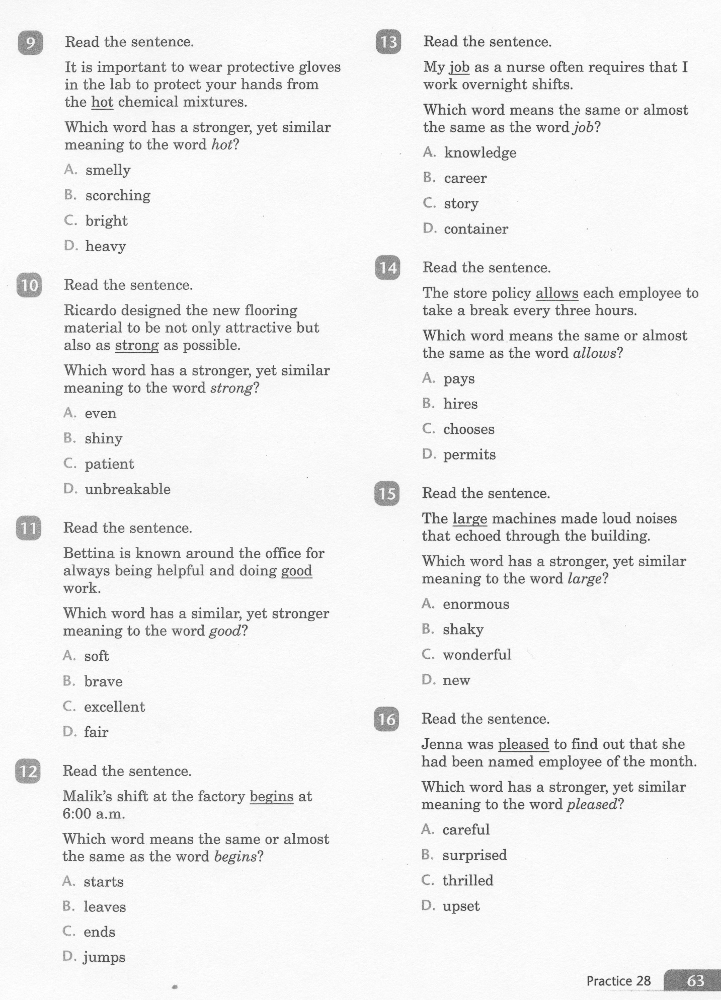 9
Read the sentence.
It is important to wear protective gloves
in the lab to protect your hands from
the hot chemical mixtures.
Which word has a stronger, yet similar
meaning to the word hot?
A. smelly
B. scorching
C. bright
D. heavy
10
Read the sentence.
Ricardo designed the new flooring
material to be not only attractive but
also as strong as possible.
Which word has a stronger, yet similar
meaning to the word strong?
A. even
B. shiny
C. patient
D. unbreakable
11
Read the sentence.
Bettina is known around the office for
always being helpful and doing good
work.
Which word has a similar, yet stronger
meaning to the word good?
A. soft
B. brave
C. excellent
D. fair
12
Read the sentence.
Malik's shift at the factory begins at
6:00 a.m.
Which word means the same or almost
the same as the word begins?
A. starts
B. leaves
C. ends
D. jumps
13
Read the sentence.
My job as a nurse often requires that I
work overnight shifts.
Which word means the same or almost
the same as the word job?
A. knowledge
B. career
C. story
D. container
14
Read the sentence.
The store policy allows each employee to
take a break every three hours.
Which word means the same or almost
the same as the word allows?
A. pays
B. hires
C. chooses
D. permits
15
Read the sentence.
The large machines made loud noises
that echoed through the building.
Which word has a stronger, yet similar
meaning to the word large?
A. enormous
B. shaky
C. wonderful
D. new
16
Read the sentence.
Jenna was pleased to find out that she
had been named employee of the month.
Which word has a stronger, yet similar
meaning to the word pleased?
A. careful
B. surprised
C. thrilled
D. upset
Practice 28 63